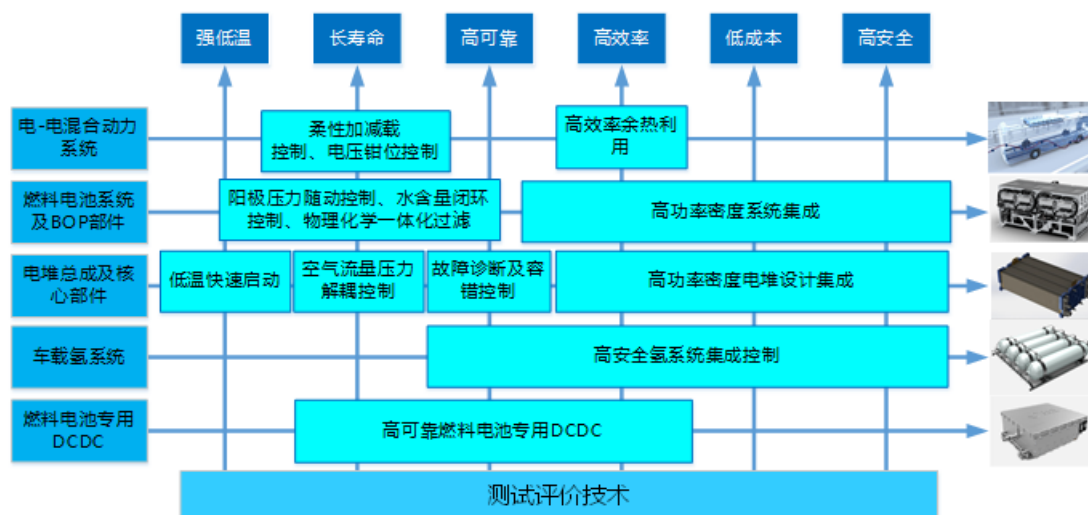 强低温
长寿命
高可靠
高效率
低成本
高安全
电-电混合动力
系统
柔性加减载
控制、电压钳位控制
高效率余热利
用
燃料电池系统
及BOP部件
阳极压力随动控制、水含量闭环
控制、物理化学一体化过滤
高功率密度系统集成
电堆总成及核
心部件
低温快速启动
空气流量压力
解耦控制
故障诊断及容
错控制
高功率密度电堆设计集成
车载氢系统
高安全氢系统集成控制
燃料电池专用
DCDC
高可靠燃料电池专用DCDC
测试评价技术